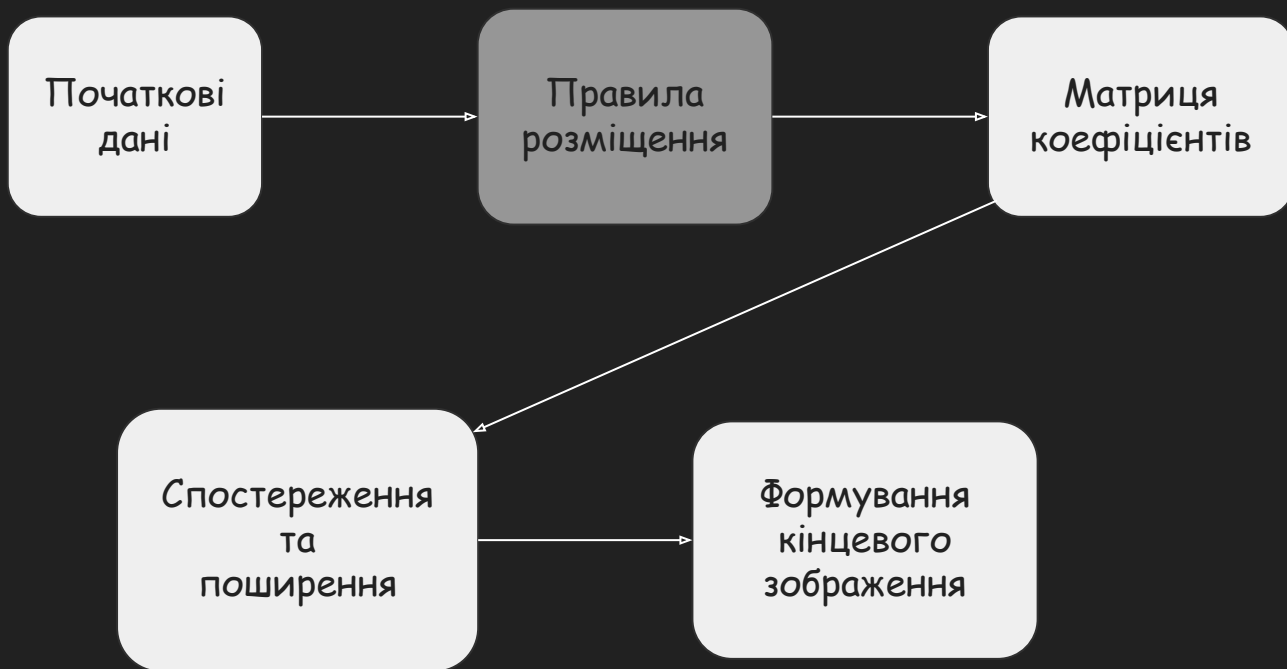 Початкові
дані
Правила
розміщення
Матриця
коефіцієнтів
Спостереження
та
поширення
Формування
кінцевого
зображення